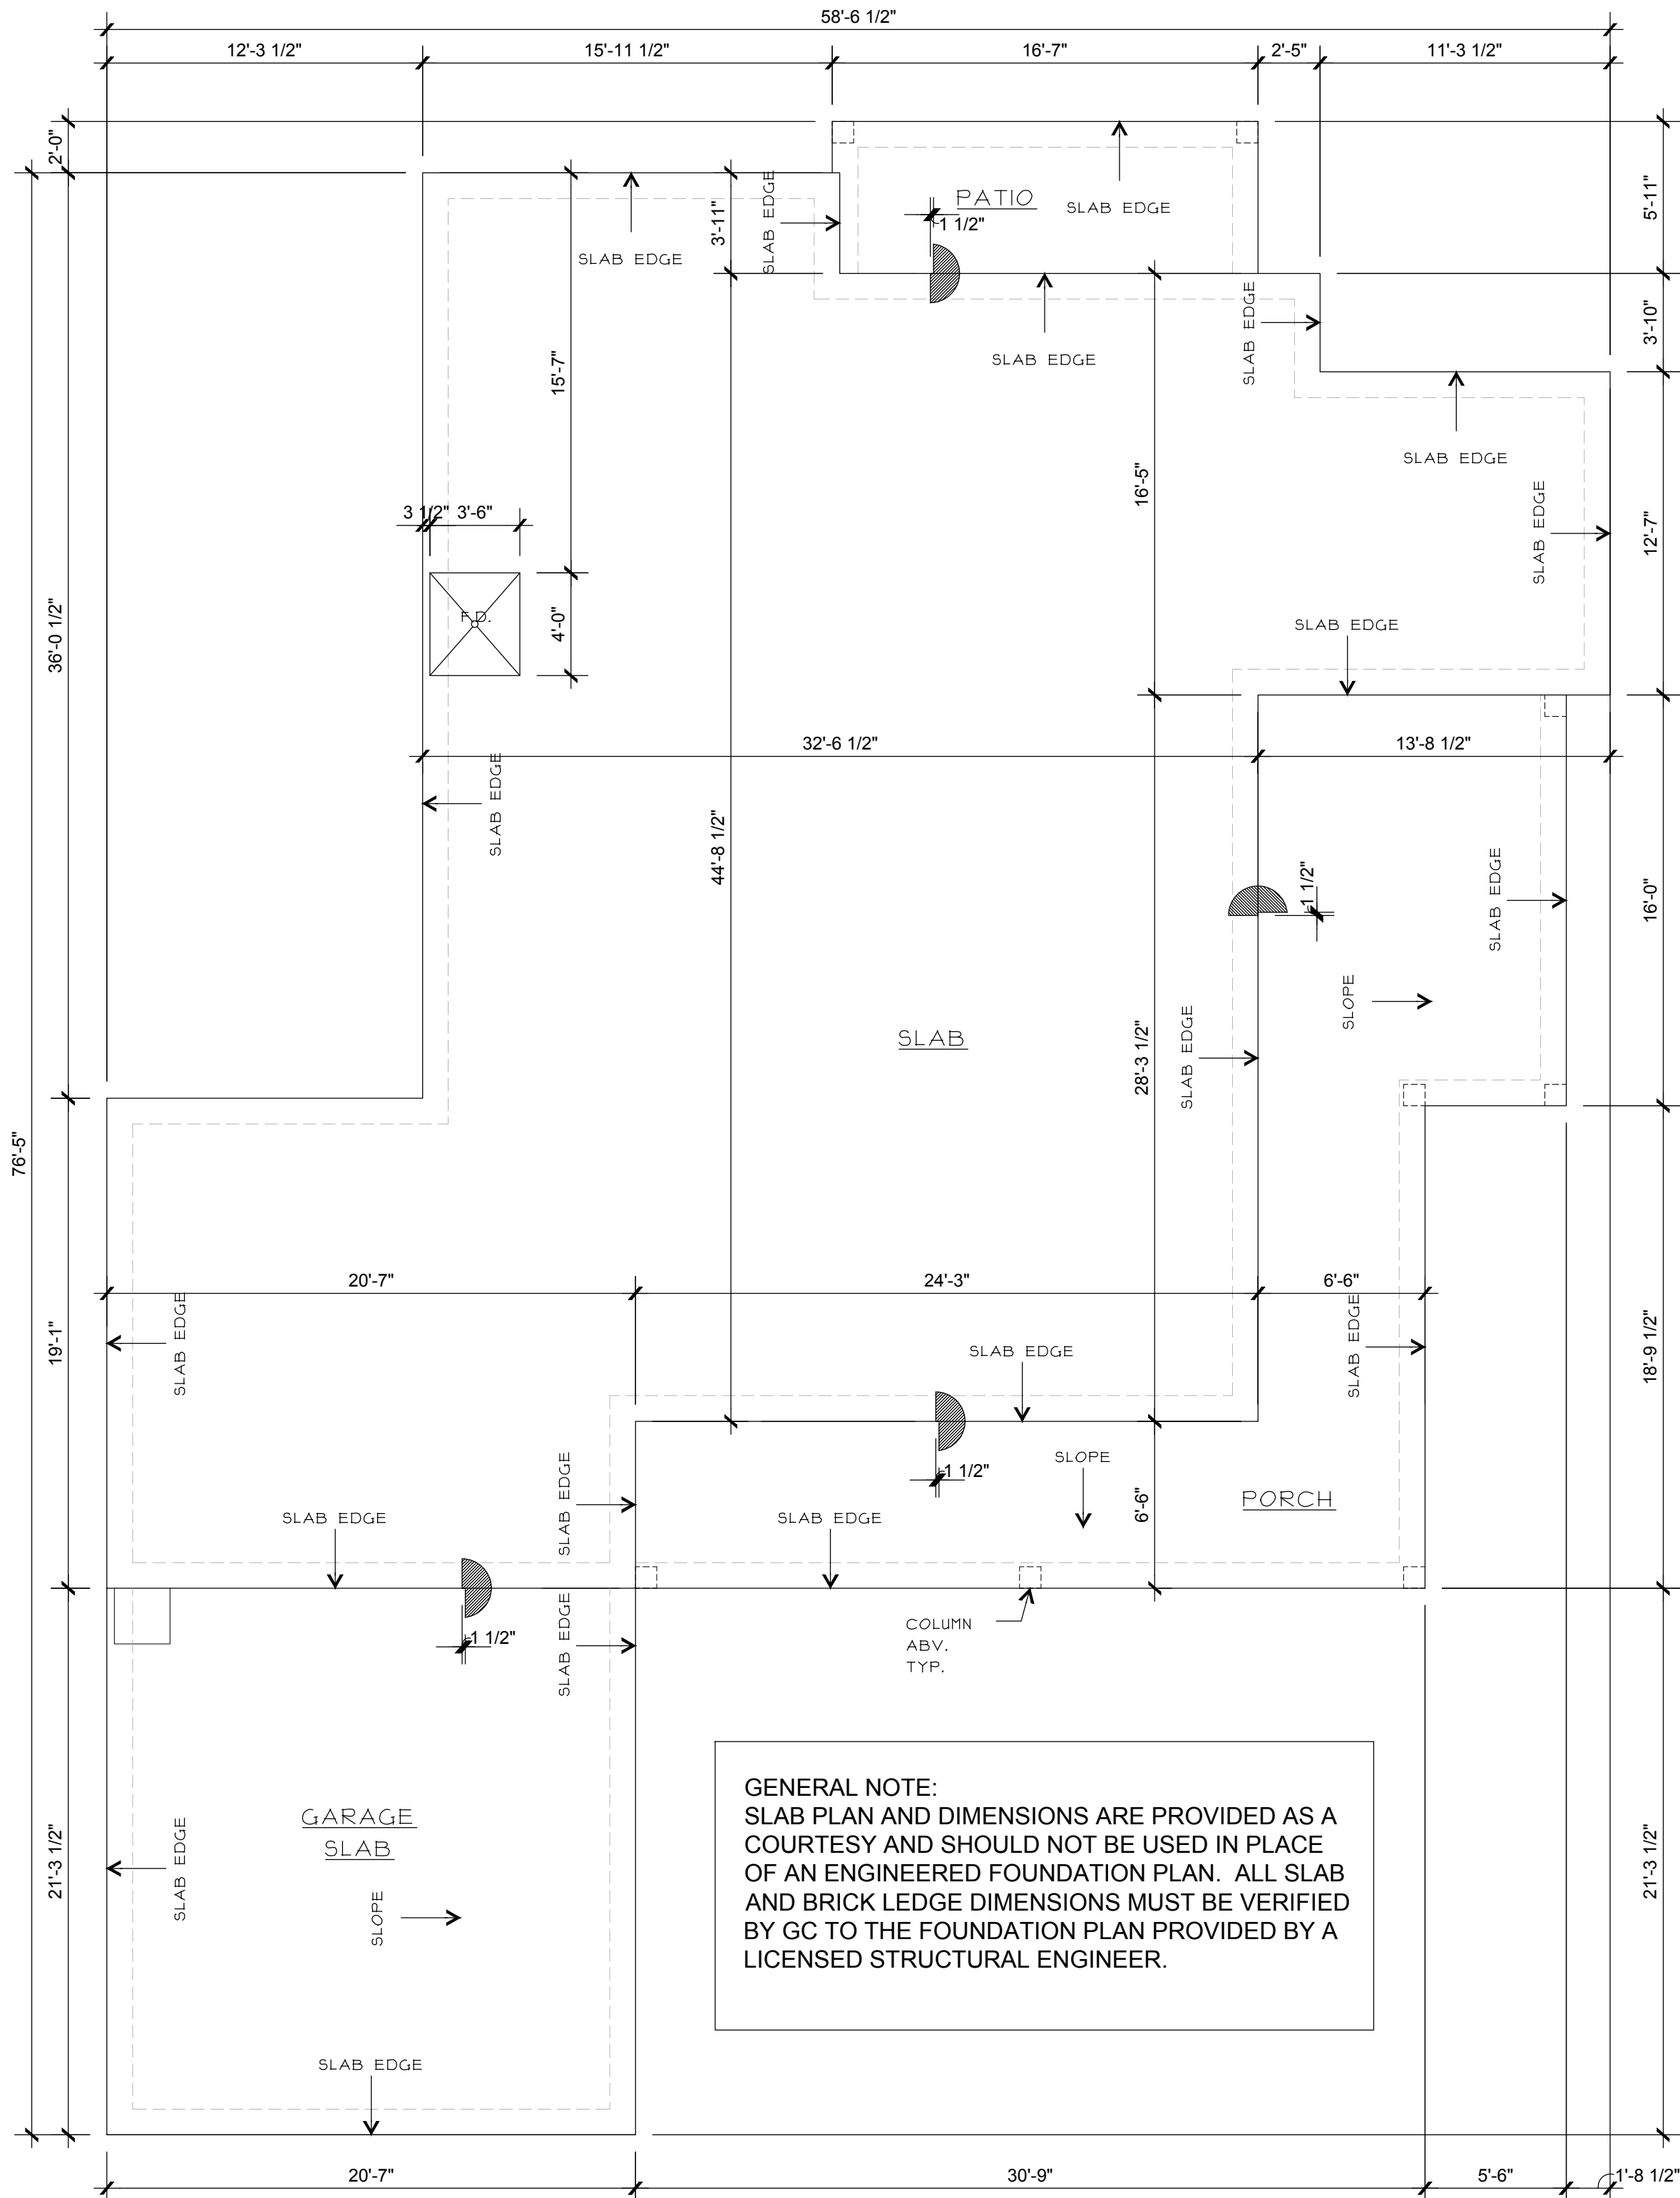 58'-6 1/2"
12'-3 1/2"
15'-11 1/2"
16'-7"
2'-5"
11'-3 1/2"
2'-0"
5'-11"
PATIO
SLAB EDGE
SLAB EDGE
3'-11"
1 1/2"
SLAB EDGE
SLAB EDGE
SLAB EDGE
3'-10"
15'-7"
SLAB EDGE
16'-5"
SLAB EDGE
12'-7"
3 1/2"
3'-6"
F.D.
4'-0"
36'-0 1/2"
SLAB EDGE
32'-6 1/2"
13'-8 1/2"
SLAB EDGE
44'-8 1/2"
1 1/2"
SLAB EDGE
16'-0"
SLOPE
SLAB
28'-3 1/2"
SLAB EDGE
76'-5"
20'-7"
24'-3"
6'-6"
19'-1"
SLAB EDGE
SLAB EDGE
SLAB EDGE
18'-9 1/2"
SLOPE
1 1/2"
6'-6"
PORCH
SLAB EDGE
SLAB EDGE
SLAB EDGE
COLUMN
ABV.
TYP.
1 1/2"
SLAB EDGE
GENERAL NOTE:
SLAB PLAN AND DIMENSIONS ARE PROVIDED AS A
COURTESY AND SHOULD NOT BE USED IN PLACE
OF AN ENGINEERED FOUNDATION PLAN. ALL SLAB
AND BRICK LEDGE DIMENSIONS MUST BE VERIFIED
BY GC TO THE FOUNDATION PLAN PROVIDED BY A
LICENSED STRUCTURAL ENGINEER.
GARAGE
SLAB
21'-3 1/2"
SLAB EDGE
SLOPE
21'-3 1/2"
SLAB EDGE
20'-7"
30'-9"
5'-6"
1'-8 1/2"